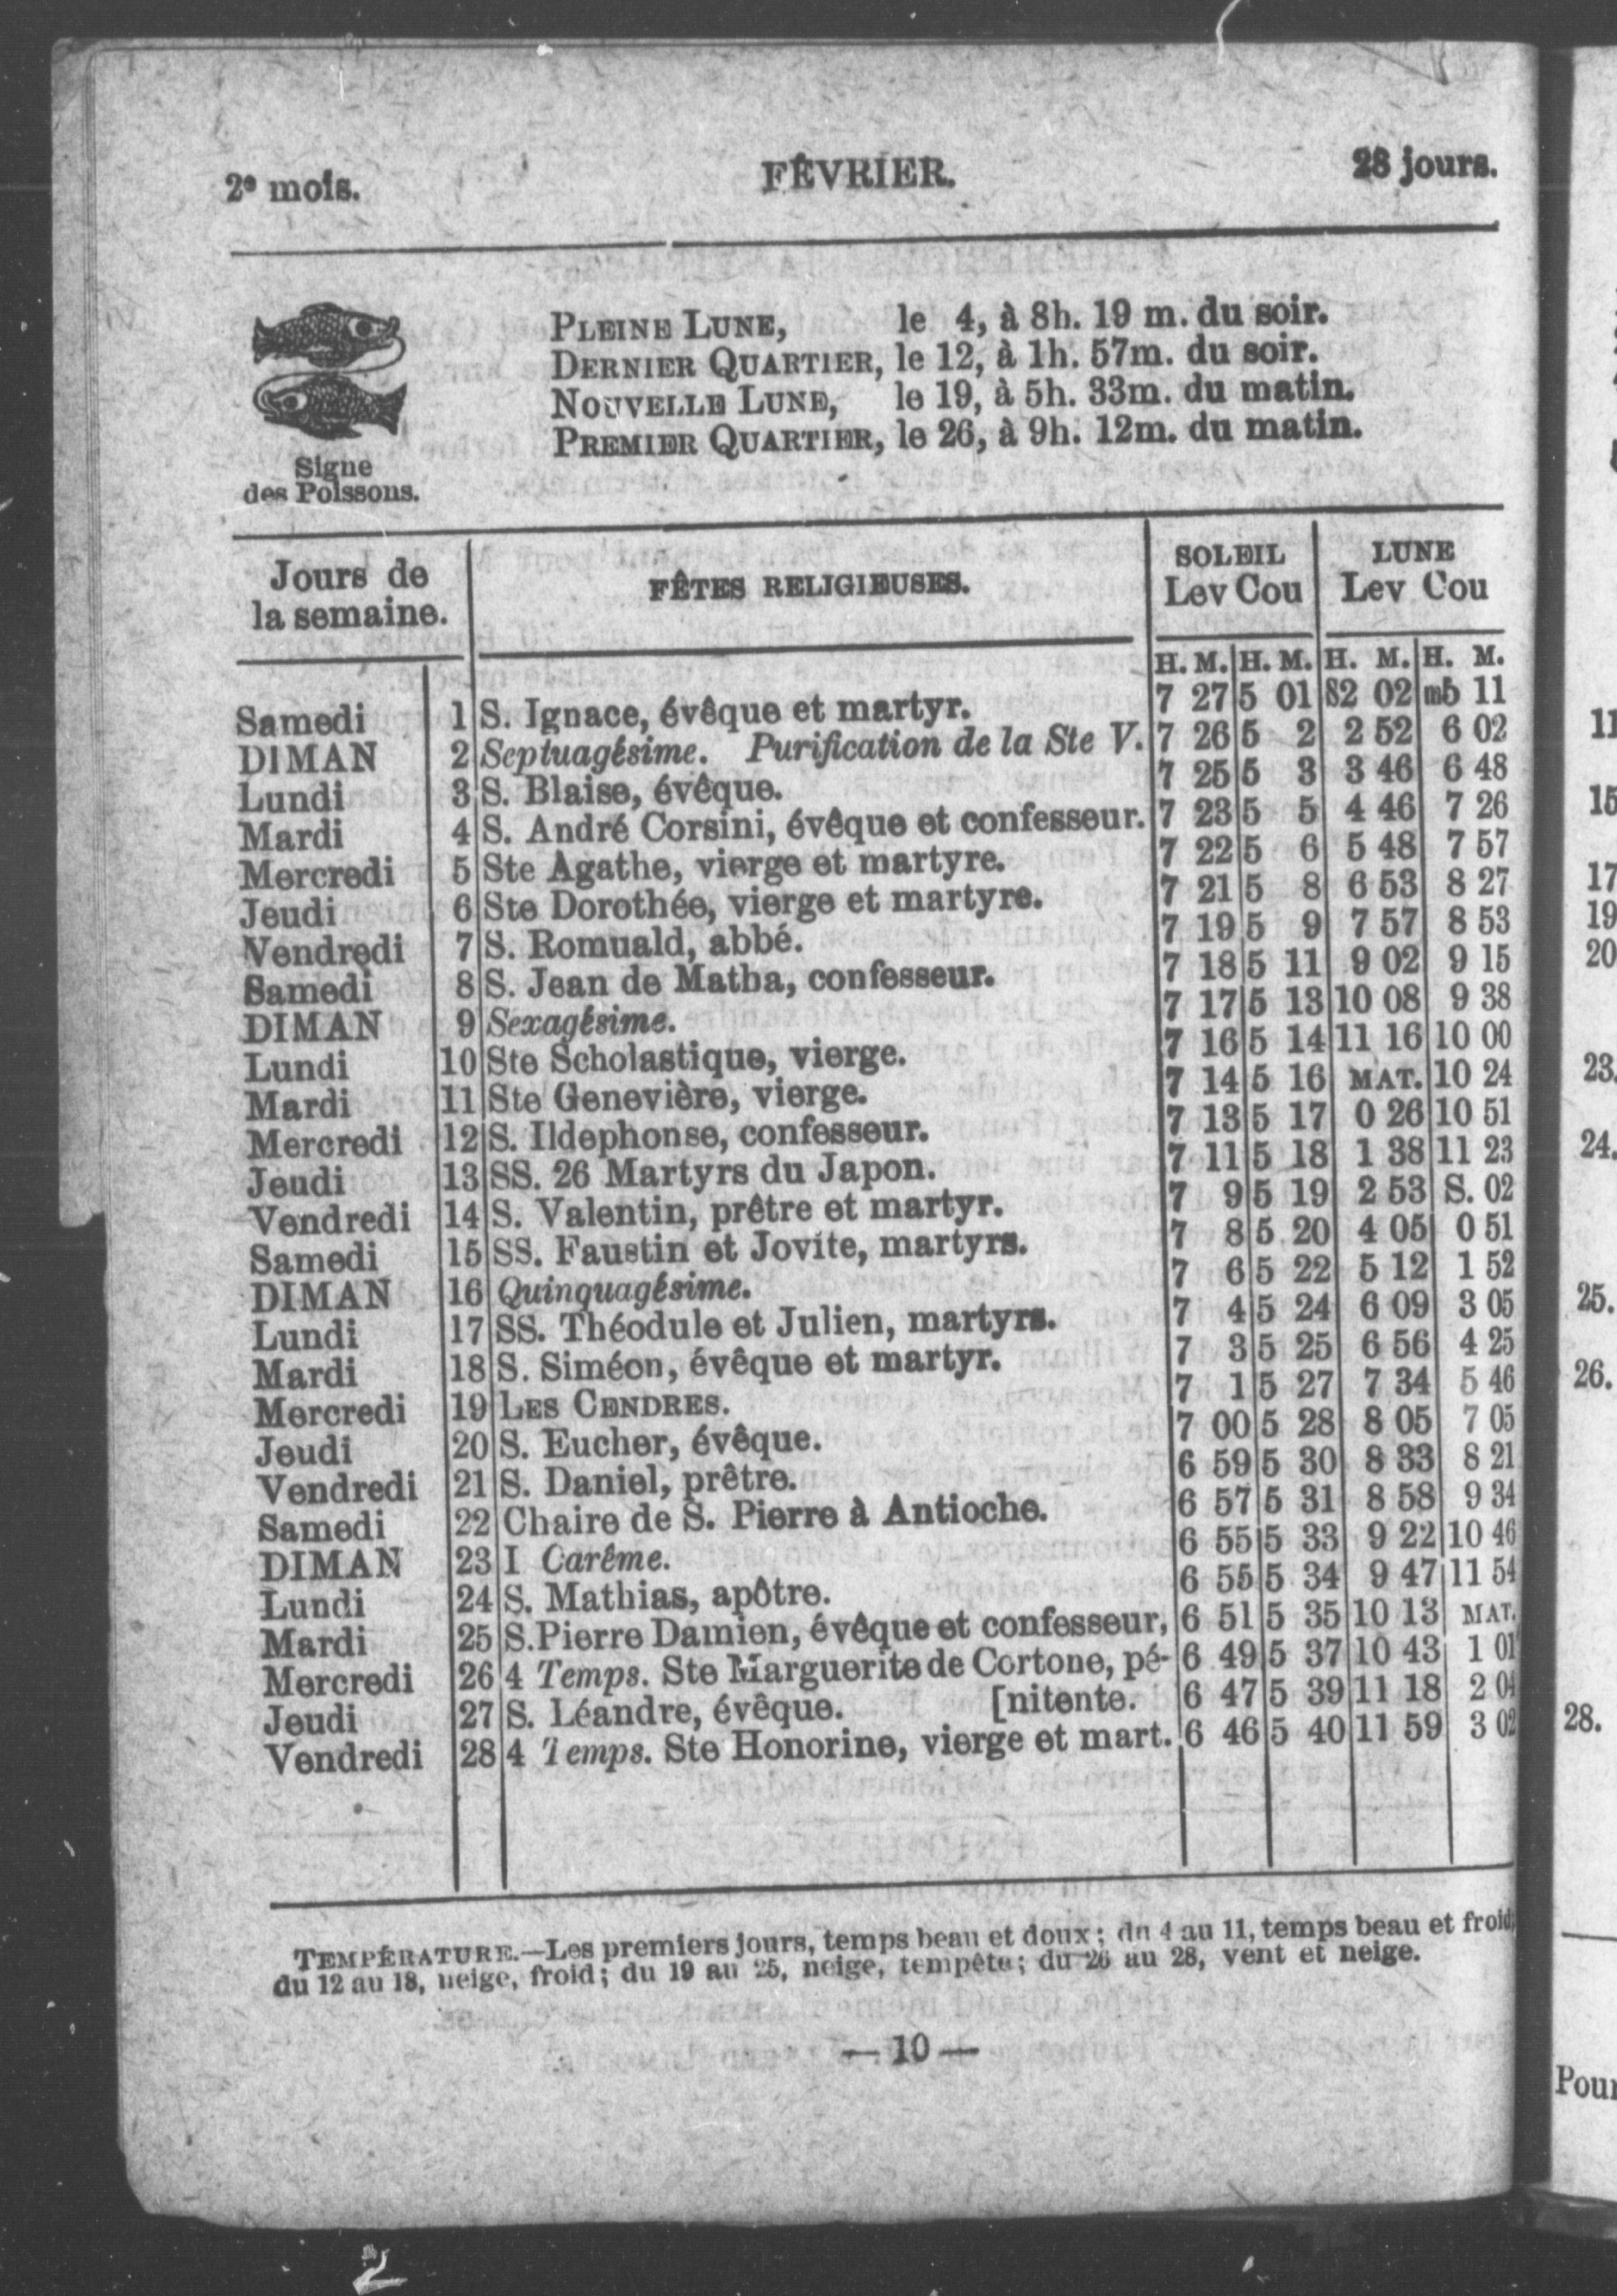 2e mois. FÉVRIER. 28 jours.
PLEINE LUNE, le 4, à 8h. 19 m. du soir.
DERNIER QUARTIER, le 12, à 1h. 57m. du soir.
NOUVELLE LUNE, le 19, à 5h. 33m. du matin.
PREMIER QUARTIER, le 26, à 9h. 12m. du matin.
Signe
des Poissons.
Jours de la semaine. FÊTES RELIGIEUSES. SOLEIL Lev Cou LUNE Lev Cou
H. M. H. M. H. M. H. M.
Samedi 1 S. Ignace, évêque et martyr. 7 27 5 01 S2 02 m5 11
DIMAN 2 Septuagésime. Purification de la Ste V. 7 26 5 2 2 52 6 02
Lundi 3 S. Blaise, évêque. 7 25 5 3 3 46 6 48
Mardi 4 S. André Corsini, évêque et confesseur. 7 23 5 5 4 46 7 26
Mercredi 5 Ste Agathe, vierge et martyre. 7 22 5 6 5 48 7 57
Jeudi 6 Ste Dorothée, vierge et martyre. 7 21 5 8 6 53 8 27
Vendredi 7 S. Romuald, abbé. 7 19 5 9 7 57 8 53
Samedi 8 S. Jean de Matha, confesseur. 7 18 5 11 9 02 9 15
DIMAN 9 Sexagésime. 7 17 5 13 10 08 9 38
Lundi 10 Ste Scholastique, vierge. 7 16 5 14 11 16 10 00
Mardi 11 Ste Genevière, vierge. 7 14 5 16 MAT. 10 24
Mercredi 12 S. Ildephonse, confesseur. 7 13 5 17 0 26 10 51
Jeudi 13 SS. 26 Martyrs du Japon. 7 11 5 18 1 38 11 23
Vendredi 14 S. Valentin, prêtre et martyr. 7 9 5 19 2 53 S. 02
Samedi 15 SS. Faustin et Jovite, martyrs. 7 8 5 20 4 05 0 51
DIMAN 16 Quinquagésime. 7 6 5 22 5 12 1 52
Lundi 17 SS. Théodule et Julien, martyrs. 7 4 5 24 6 09 3 05
Mardi 18 S. Siméon, évêque et martyr. 7 3 5 25 6 56 4 25
Mercredi 19 LES CENDRES. 7 1 5 27 7 34 5 46
Jeudi 20 S. Eucher, évêque. 7 00 5 28 8 05 7 05
Vendredi 21 S. Daniel, prêtre. 6 59 5 30 8 33 8 21
Samedi 22 Chaire de S. Pierre à Antioche. 6 57 5 31 8 58 9 34
DIMAN 23 I Carême. 6 55 5 33 9 22 10 46
Lundi 24 S. Mathias, apôtre. 6 55 5 34 9 47 11 54
Mardi 25 S. Pierre Damien, évêque et confesseur, 6 51 5 35 10 13 MAT.
Mercredi 26 4 Temps. Ste Marguerite de Cortone, pé- 6 49 5 37 10 43 1 01
Jeudi 27 S. Léandre, évêque. [nitente. 6 47 5 39 11 18 2 04
Vendredi 28 4 Temps. Ste Honorine, vierge et mart. 6 46 5 40 11 59 3 02
TEMPÉRATURE.—Les premiers jours, temps beau et doux; du 4 au 11, temps beau et froid;
du 12 au 18, neige, froid; du 19 au 25, neige, tempête; du 26 au 28, vent et neige.
— 10 —
2
11
15
17
19
20
23.
24.
25.
26.
28.
Pour